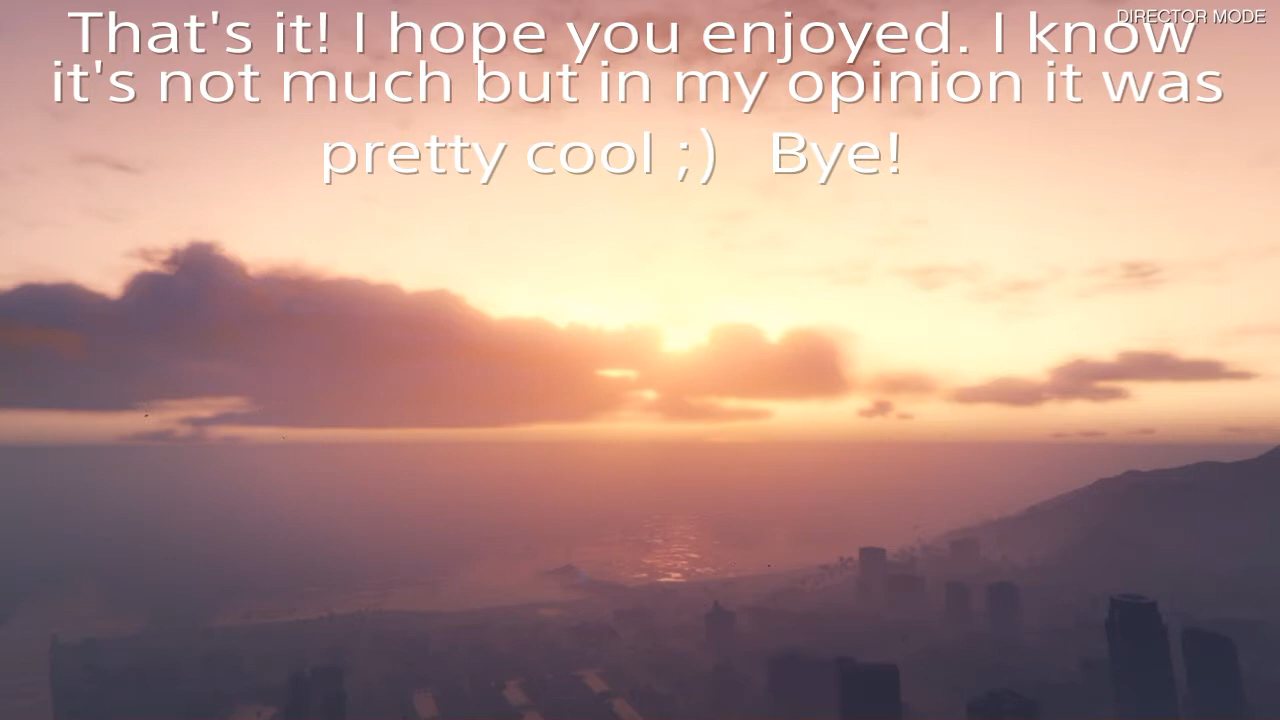 DIRECTOR MODE
That's it! I hope you enjoyed. I know
it's not much but in my opinion it was
pretty cool ;) Bye!